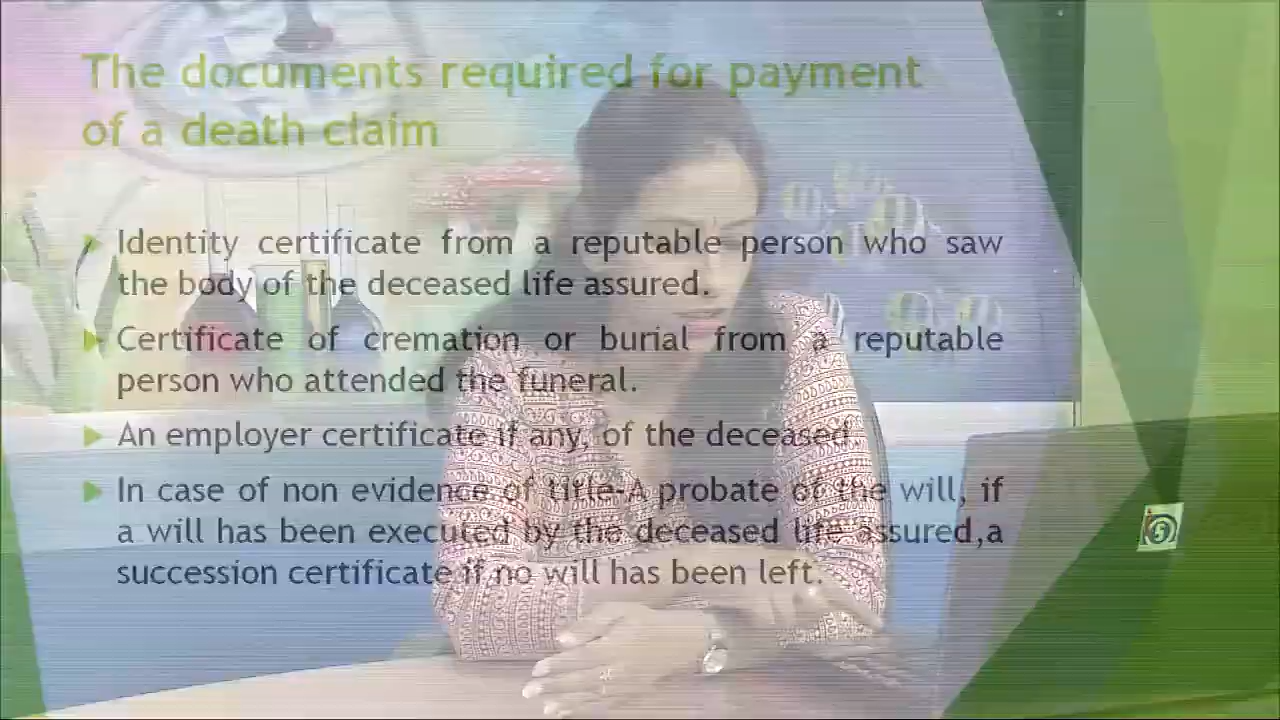 The documents required for payment
of a death claim
Identity certificate from a reputable person who saw
the body of the deceased life assured.
Certificate of cremation or burial from a reputable
person who attended the funeral.
An employer certificate if any, of the deceased.
In case of non evidence of title-A probate of the will, if
a will has been executed by the deceased life assured,a
succession certificate if no will has been left.